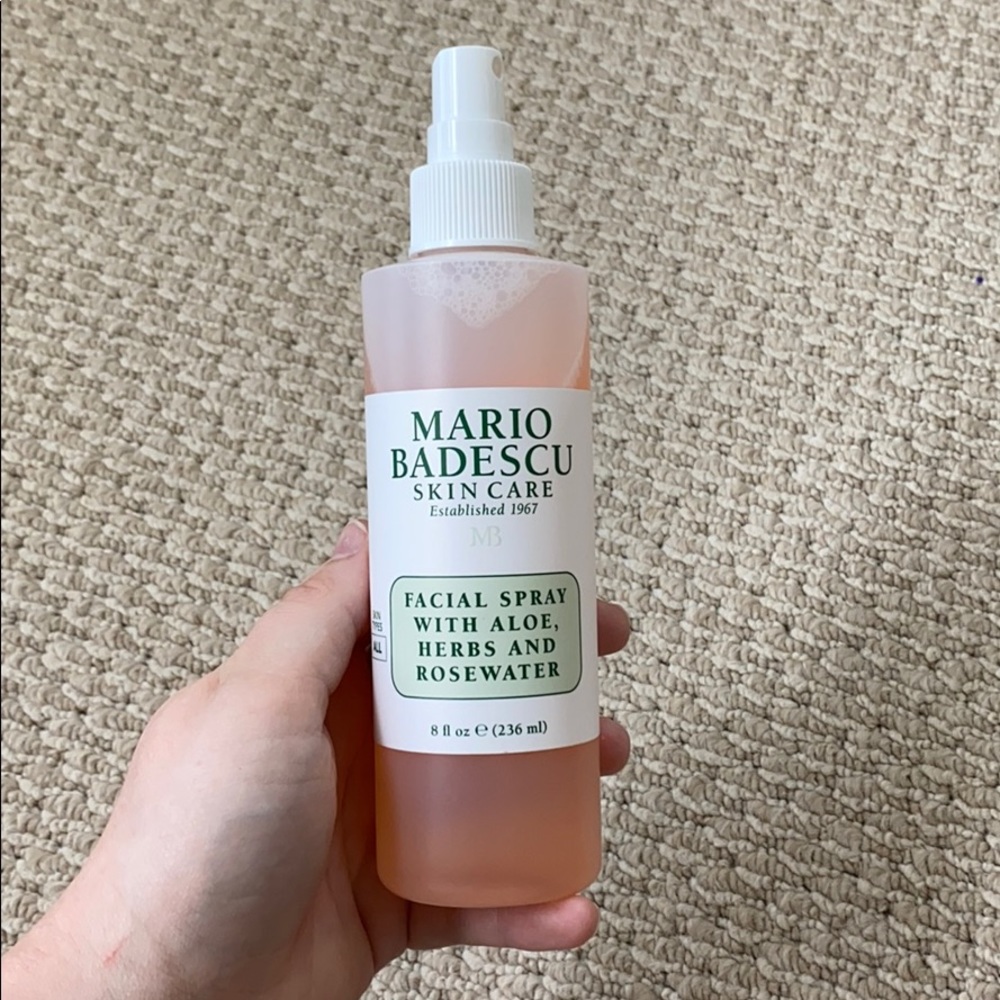 MARIO
BADESCU
SKIN CARE
Established 1967
MB
FACIAL SPRAY
WITH ALOE,
HERBS AND
ROSEWATER
8 fl oz ℮ (236 ml)
ALL